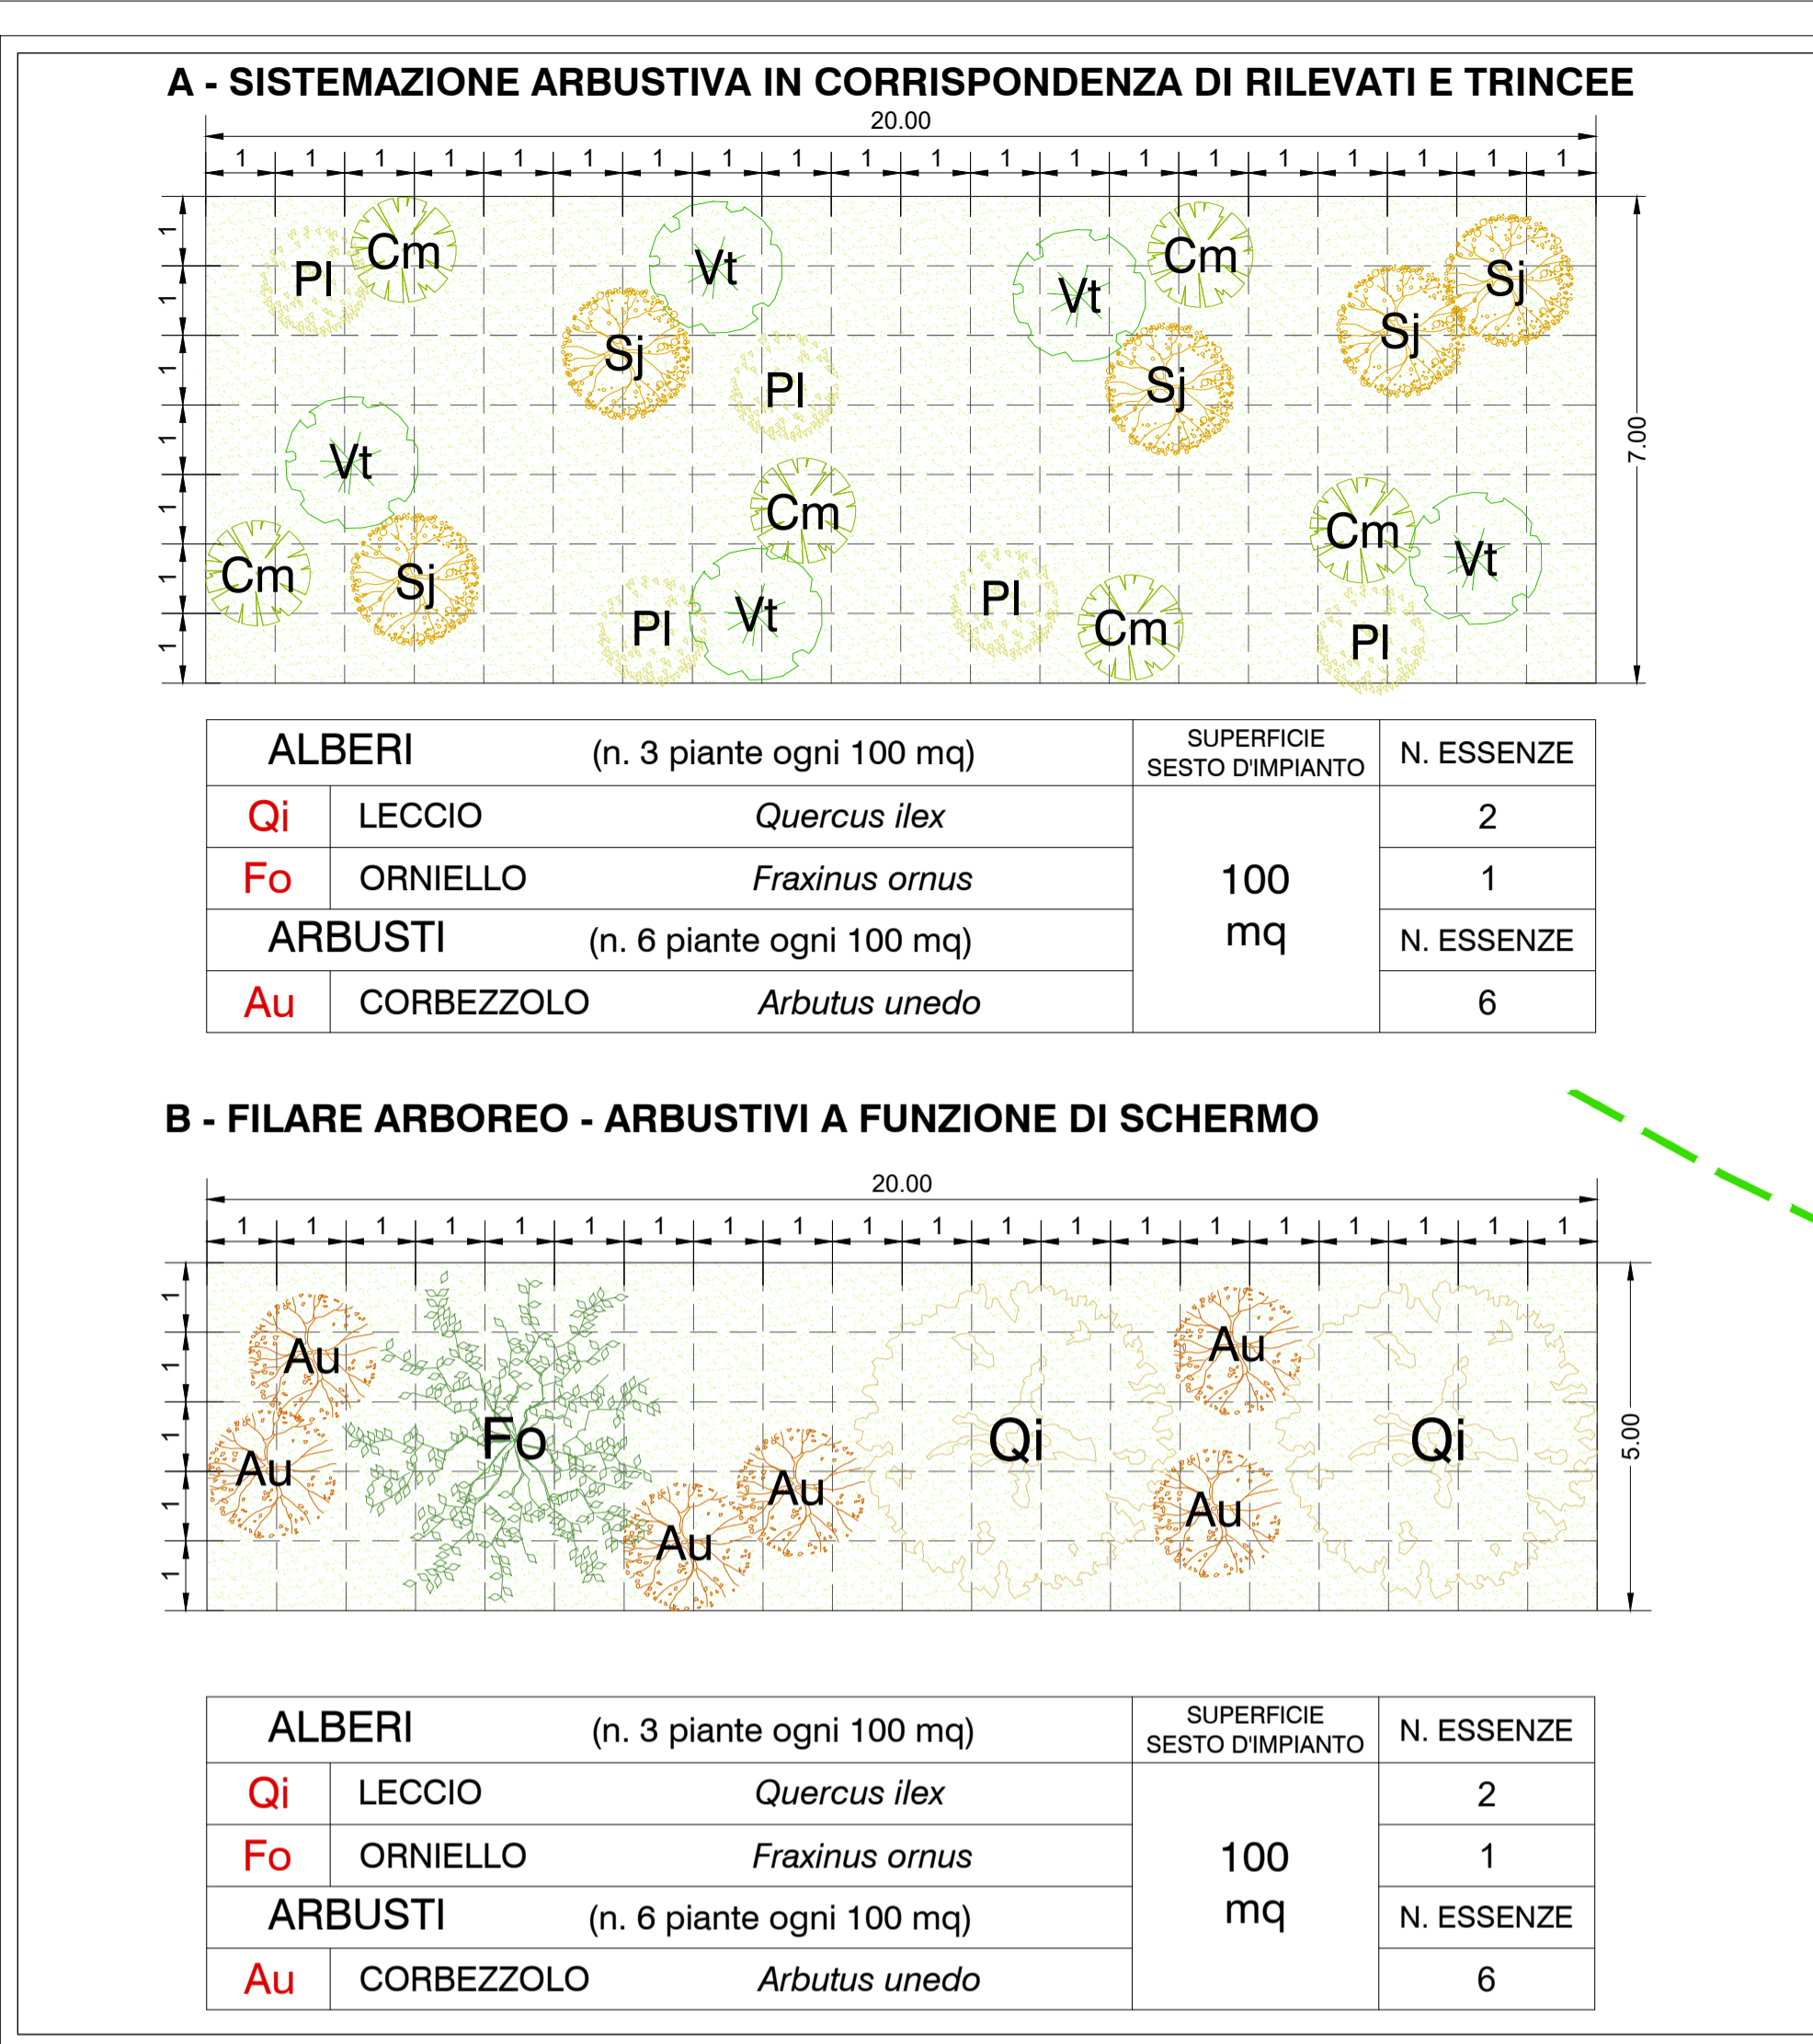 A - SISTEMAZIONE ARBUSTIVA IN CORRISPONDENZA DI RILEVATI E TRINCEE
20.00
1 1 1 1 1 1 1 1 1 1 1 1 1 1 1 1 1 1 1 1
1 1 1 1 1 1 1
7.00
Pl Cm Vt Vt Cm Sj Sj
Sj Pl Sj
Vt Cm Cm Vt
Cm Sj Pl Vt Pl Cm Pl
ALBERI (n. 3 piante ogni 100 mq) SUPERFICIE SESTO D'IMPIANTO N. ESSENZE
Qi LECCIO Quercus ilex 2
Fo ORNIELLO Fraxinus ornus 100 mq 1
ARBUSTI (n. 6 piante ogni 100 mq) N. ESSENZE
Au CORBEZZOLO Arbutus unedo 6
B - FILARE ARBOREO - ARBUSTIVI A FUNZIONE DI SCHERMO
20.00
1 1 1 1 1 1 1 1 1 1 1 1 1 1 1 1 1 1 1 1
1 1 1 1 1
5.00
Au Au
Au Fo Qi Qi
Au Au Au
ALBERI (n. 3 piante ogni 100 mq) SUPERFICIE SESTO D'IMPIANTO N. ESSENZE
Qi LECCIO Quercus ilex 2
Fo ORNIELLO Fraxinus ornus 100 mq 1
ARBUSTI (n. 6 piante ogni 100 mq) N. ESSENZE
Au CORBEZZOLO Arbutus unedo 6